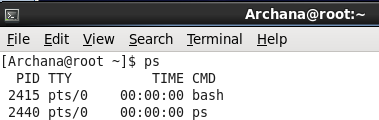 Archana@root:~
File Edit View Search Terminal Help
[Archana@root ~]$ ps
  PID TTY          TIME CMD
 2415 pts/0    00:00:00 bash
 2440 pts/0    00:00:00 ps